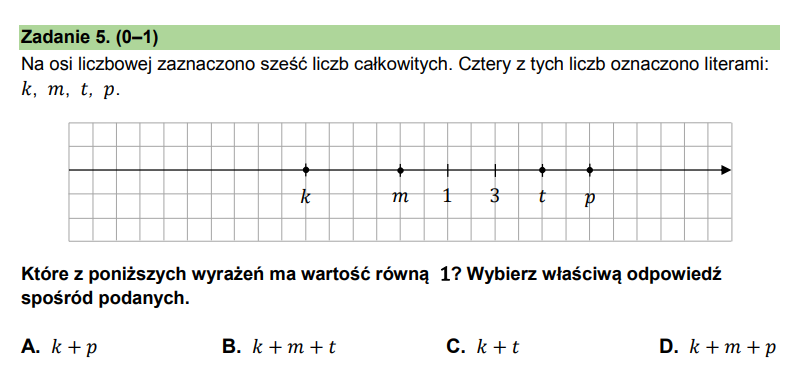 Zadanie 5. (0–1)
Na osi liczbowej zaznaczono sześć liczb całkowitych. Cztery z tych liczb oznaczono literami:
k, m, t, p.
k m 1 3 t p
Które z poniższych wyrażeń ma wartość równą 1? Wybierz właściwą odpowiedź
spośród podanych.
A. k + p B. k + m + t C. k + t D. k + m + p